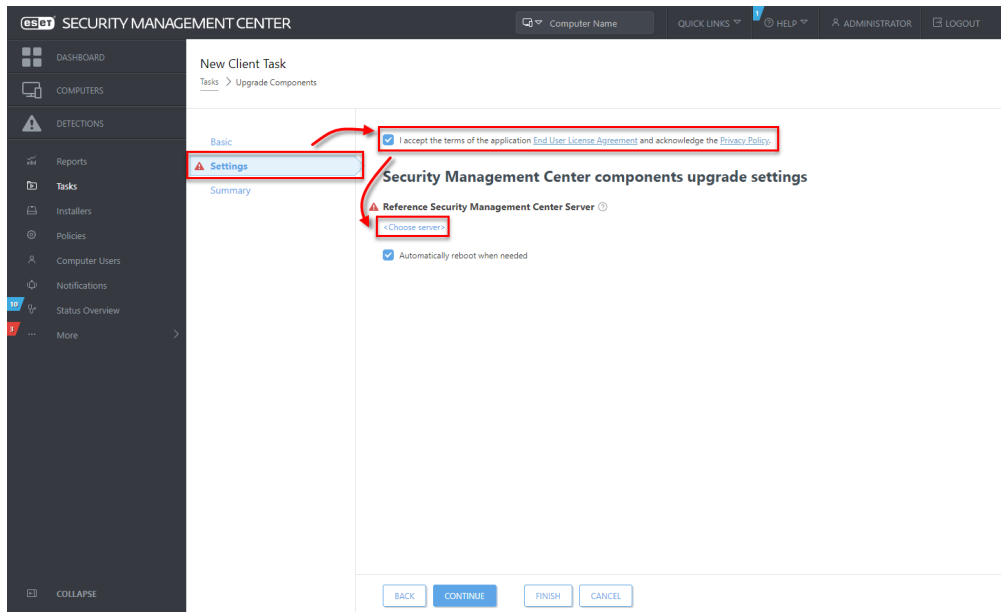 eset SECURITY MANAGEMENT CENTER
Computer Name
QUICK LINKS
1
HELP
ADMINISTRATOR
LOGOUT
DASHBOARD
COMPUTERS
DETECTIONS
Reports
Tasks
Installers
Policies
Computer Users
Notifications
10
Status Overview
3
More
COLLAPSE
New Client Task
Tasks > Upgrade Components
Basic
Settings
Summary
I accept the terms of the application End User License Agreement and acknowledge the Privacy Policy.
Security Management Center components upgrade settings
Reference Security Management Center Server
<Choose server>
Automatically reboot when needed
BACK
CONTINUE
FINISH
CANCEL